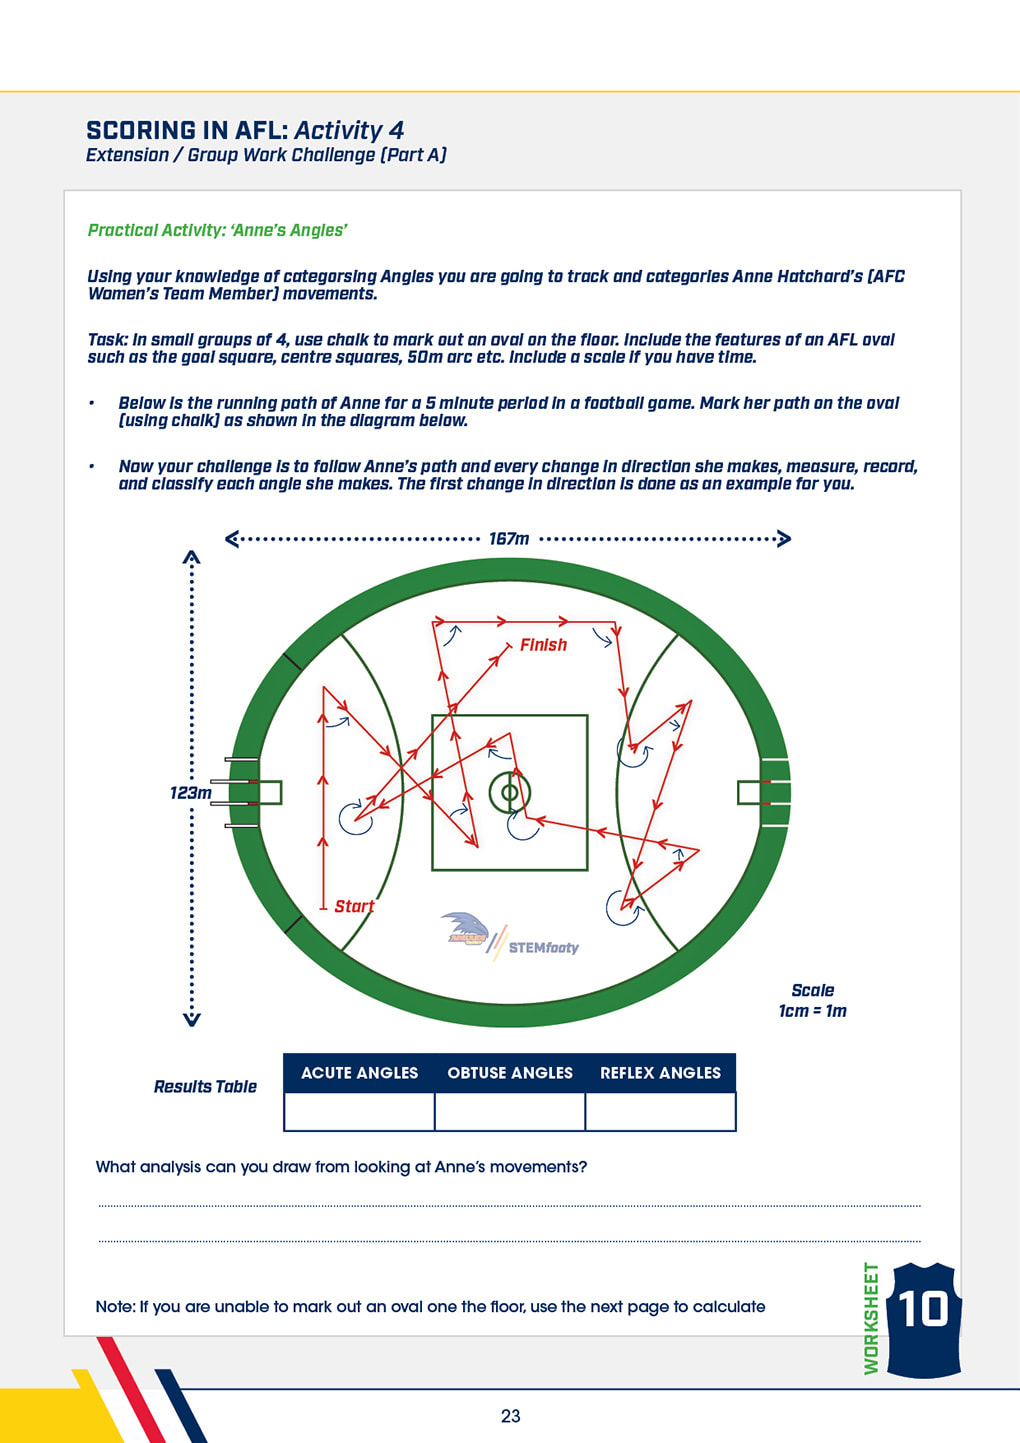 SCORING IN AFL: Activity 4
Extension / Group Work Challenge (Part A)
Practical Activity: ‘Anne’s Angles’
Using your knowledge of categorsing Angles you are going to track and categories Anne Hatchard’s (AFC
Women’s Team Member) movements.
Task: In small groups of 4, use chalk to mark out an oval on the floor. Include the features of an AFL oval
such as the goal square, centre squares, 50m arc etc. Include a scale if you have time.
• Below is the running path of Anne for a 5 minute period in a football game. Mark her path on the oval
(using chalk) as shown in the diagram below.
• Now your challenge is to follow Anne’s path and every change in direction she makes, measure, record,
and classify each angle she makes. The first change in direction is done as an example for you.
167m
Finish
123m
Start
STEMfooty
Scale
1cm = 1m
Results Table
ACUTE ANGLES OBTUSE ANGLES REFLEX ANGLES
What analysis can you draw from looking at Anne’s movements?
Note: If you are unable to mark out an oval one the floor, use the next page to calculate
WORKSHEET
10
23